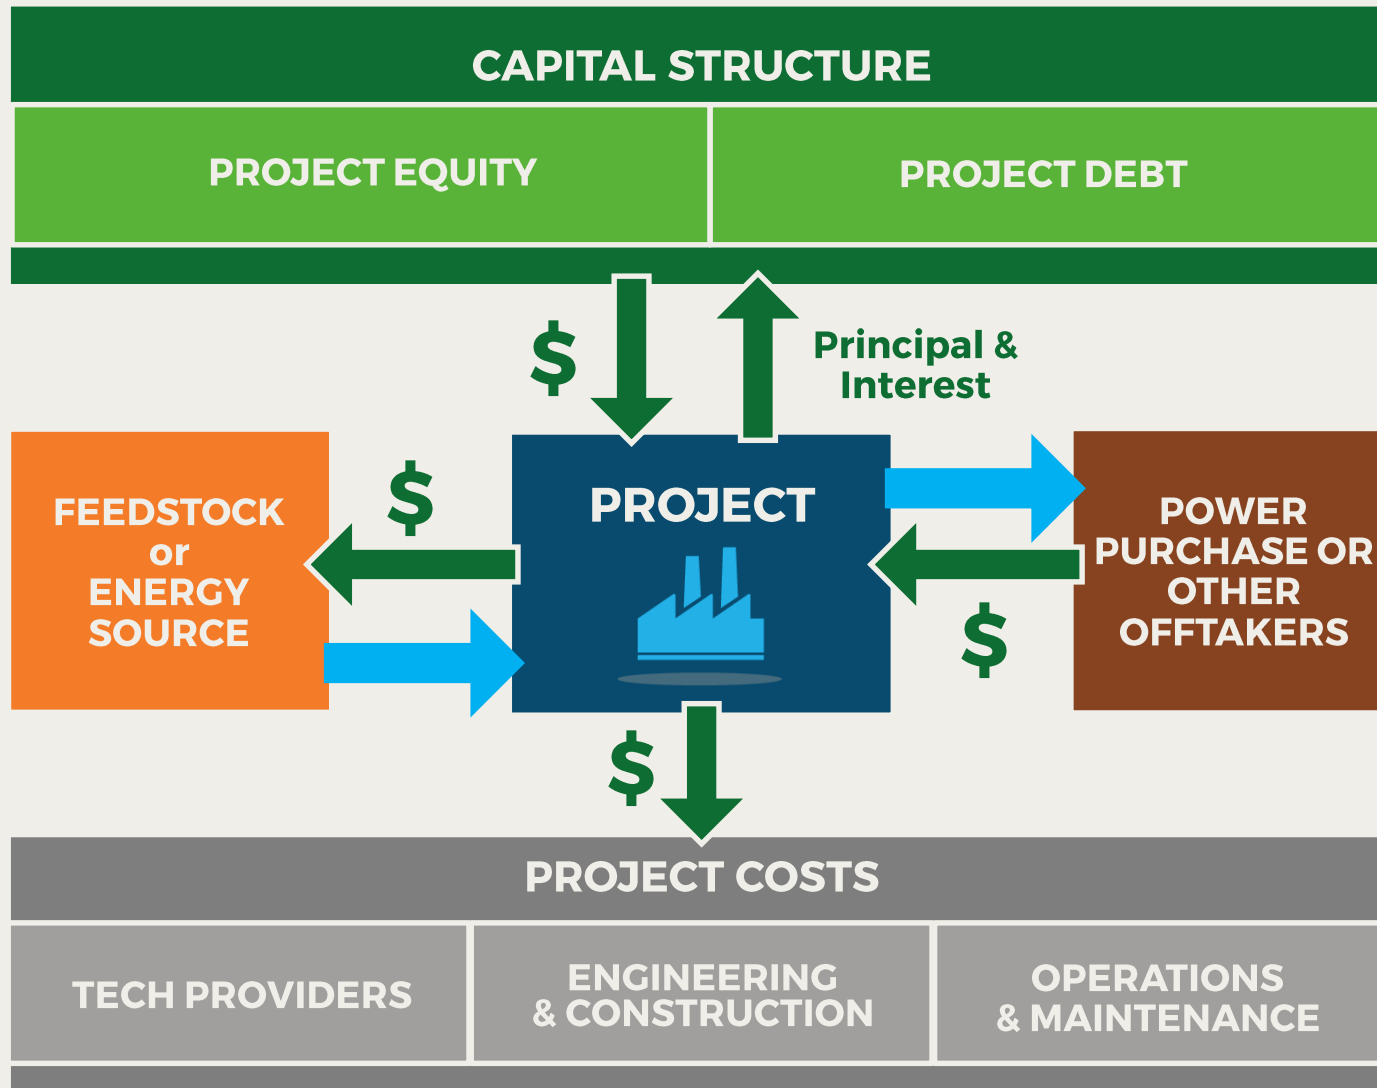 CAPITAL STRUCTURE
PROJECT EQUITY
PROJECT DEBT
$
Principal &
Interest
FEEDSTOCK
or
ENERGY
SOURCE
$
PROJECT
POWER
PURCHASE OR
OTHER
OFFTAKERS
$
$
PROJECT COSTS
TECH PROVIDERS
ENGINEERING
& CONSTRUCTION
OPERATIONS
& MAINTENANCE